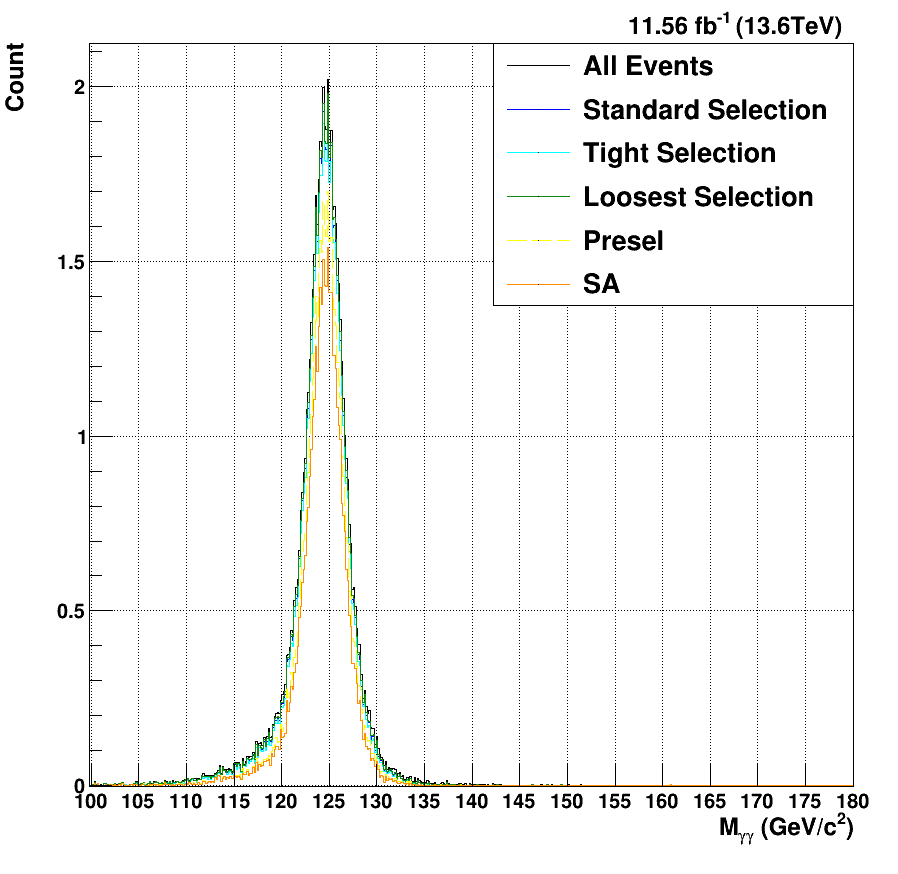 11.56 fb-1 (13.6TeV)
Count
All Events
Standard Selection
Tight Selection
Loosest Selection
Presel
SA
2
1.5
1
0.5
0
100 105 110 115 120 125 130 135 140 145 150 155 160 165 170 175 180
Mγγ (GeV/c2)